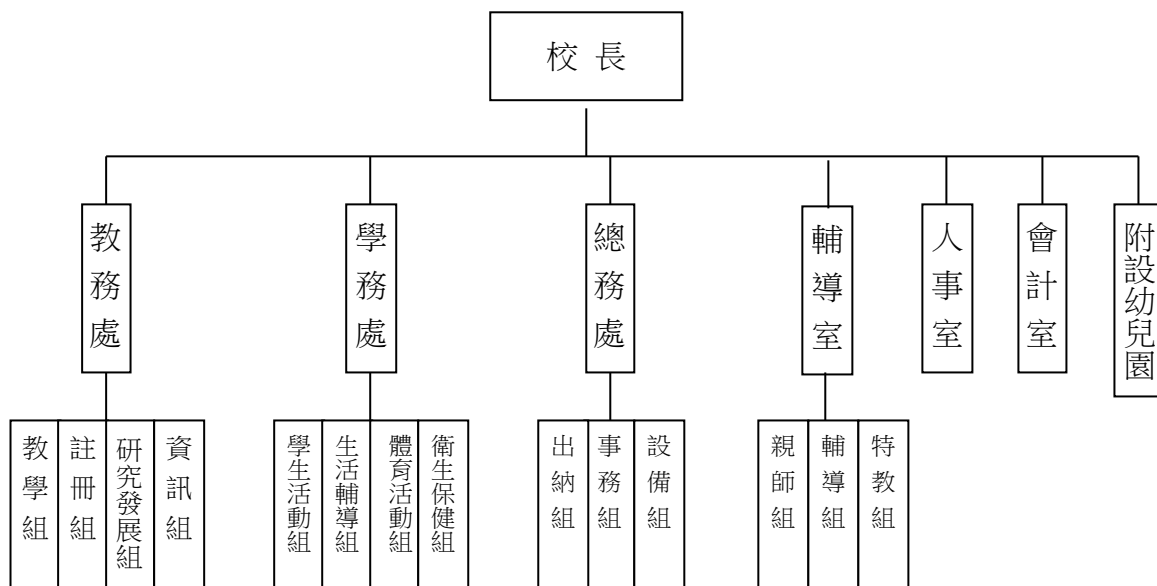 校長
教務處
學務處
總務處
輔導室
人事室
會計室
附設幼兒園
教學組
註冊組
研究發展組
資訊組
學生活動組
生活輔導組
體育活動組
衛生保健組
出納組
事務組
設備組
親師組
輔導組
特教組